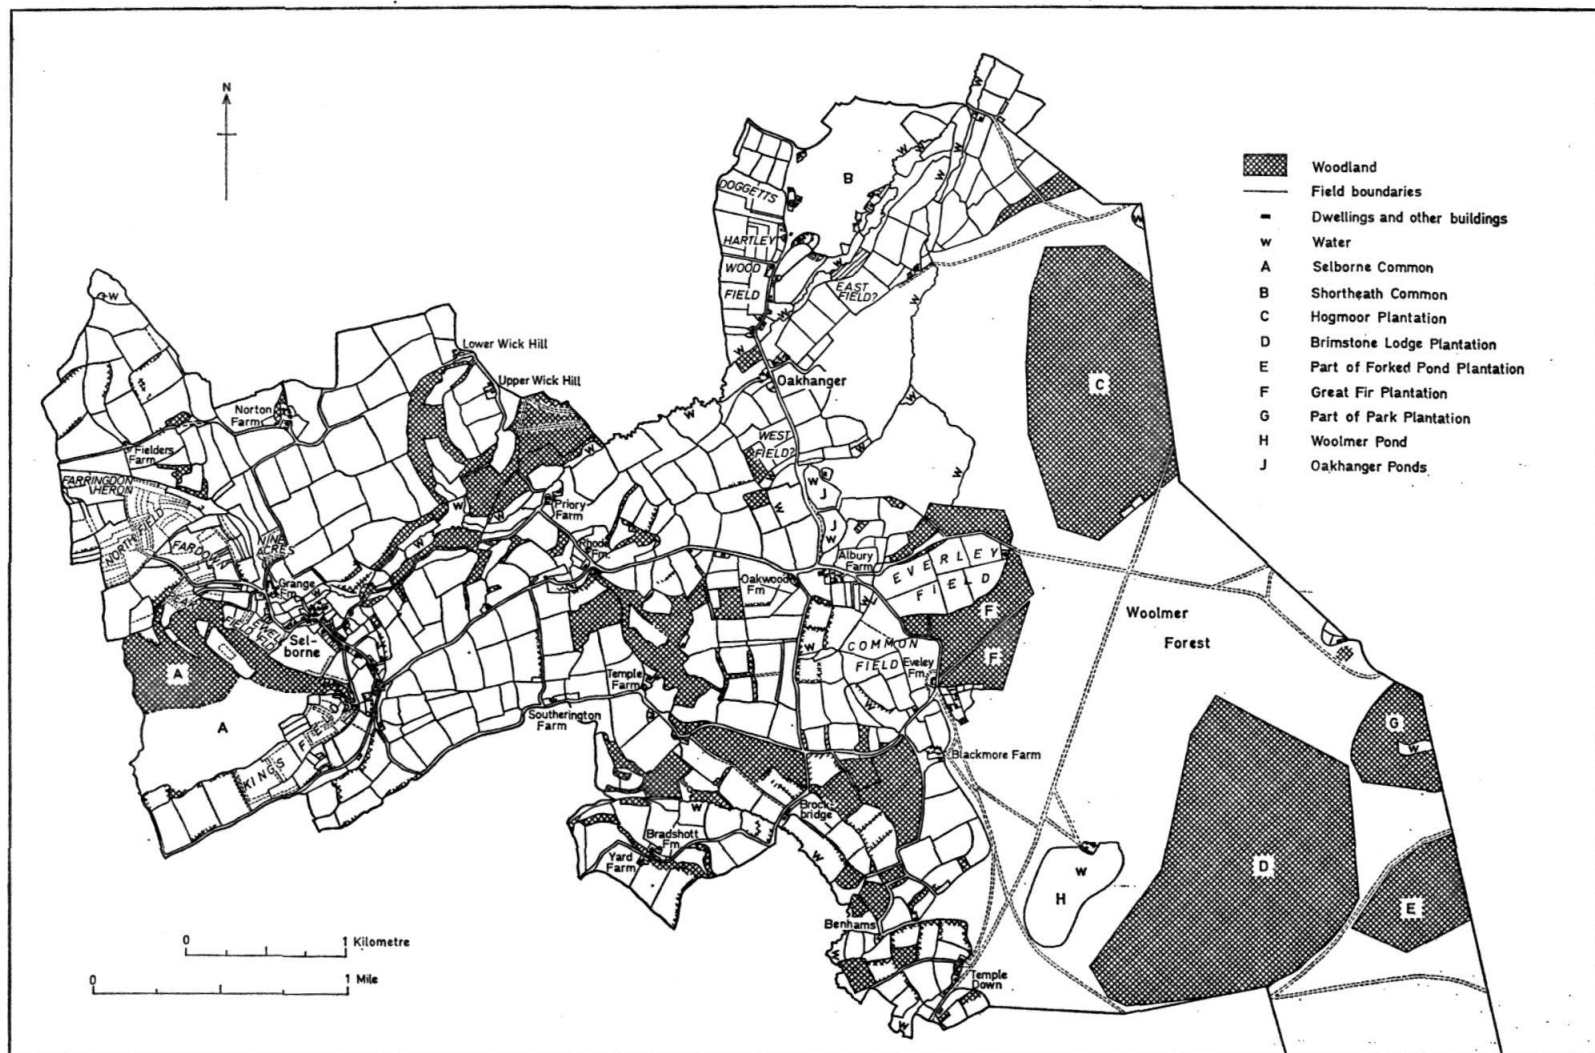 N
Woodland
Field boundaries
Dwellings and other buildings
W Water
A Selborne Common
B Shortheath Common
C Hogmoor Plantation
D Brimstone Lodge Plantation
E Part of Forked Pond Plantation
F Great Fir Plantation
G Part of Park Plantation
H Woolmer Pond
J Oakhanger Ponds
DOGGETTS
B
HARTLEY
WOOD
FIELD
EAST
FIELD?
Lower Wick Hill
Upper Wick Hill
Oakhanger
C
Norton
Farm
Fielders
Farm
WEST
FIELD?
FARRINGDON
HERON
NORTH FIELD
FARDON
NINE
ACRES
Grange
Fm.
Priory
Farm
Rhode
Fm.
J
J
Albury
Farm
Oakwood
Fm
EVERLEY
FIELD
F
F
Woolmer
Forest
Sel-
borne
A
A
COMMON
FIELD
Eveley
Fm.
Temple
Farm
Southerington
Farm
KINGS
FIELD
Blackmore Farm
G
W
Brock-
bridge
Bradshott
Fm.
Yard
Farm
W
H
D
E
Benhams
Temple
Down
0 1 Kilometre
0 1 Mile